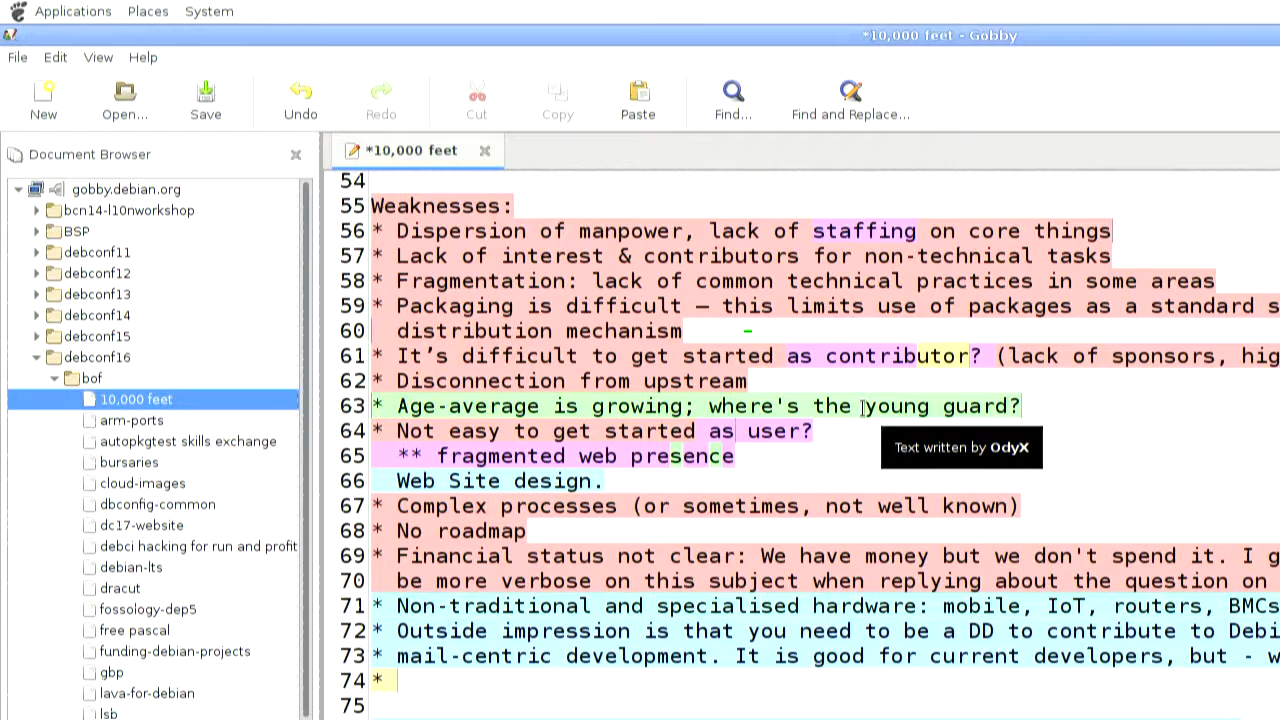 Applications Places System
*10,000 feet - Gobby
File Edit View Help
New Open... Save Undo Redo Cut Copy Paste Find... Find and Replace...
Document Browser
*10,000 feet
gobby.debian.org
bcn14-l10nworkshop
BSP
debconf11
debconf12
debconf13
debconf14
debconf15
debconf16
bof
10,000 feet
arm-ports
autopkgtest skills exchange
bursaries
cloud-images
dbconfig-common
dc17-website
debci hacking for run and profit
debian-lts
dracut
fossology-dep5
free pascal
funding-debian-projects
gbp
lava-for-debian
lsb
54
55 Weaknesses:
56 * Dispersion of manpower, lack of staffing on core things
57 * Lack of interest & contributors for non-technical tasks
58 * Fragmentation: lack of common technical practices in some areas
59 * Packaging is difficult — this limits use of packages as a standard s
60 distribution mechanism -
61 * It's difficult to get started as contributor? (lack of sponsors, hig
62 * Disconnection from upstream
63 * Age-average is growing; where's the young guard?
64 * Not easy to get started as user?
65 ** fragmented web presence
66 Web Site design.
67 * Complex processes (or sometimes, not well known)
68 * No roadmap
69 * Financial status not clear: We have money but we don't spend it. I g
70 be more verbose on this subject when replying about the question on
71 * Non-traditional and specialised hardware: mobile, IoT, routers, BMCs
72 * Outside impression is that you need to be a DD to contribute to Debi
73 * mail-centric development. It is good for current developers, but - w
74 *
75
Text written by OdyX